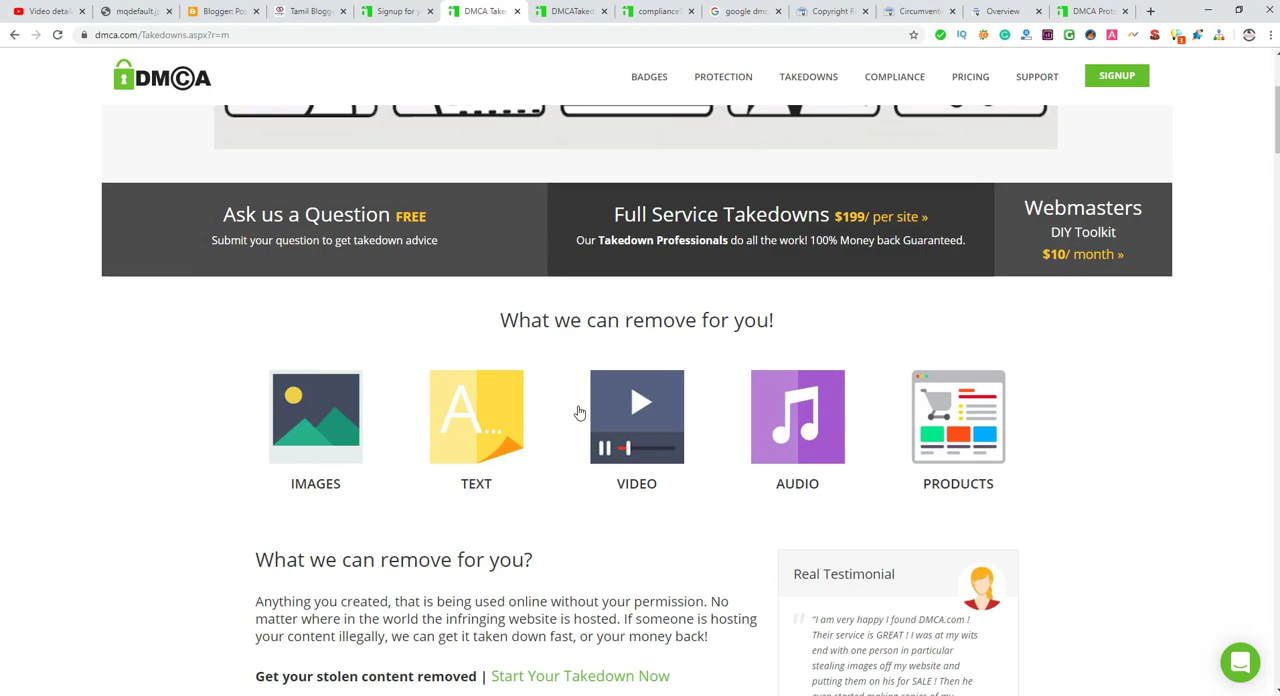 Video detail
mqdefault.jp
Blogger: Po
Tamil Blogg
Signup for y
DMCA Take
DMCATaked
compliance
google dmc
Copyright R
Circumventi
Overview
DMCA Prot
dmca.com/Takedowns.aspx?r=m
DMCA
BADGES
PROTECTION
TAKEDOWNS
COMPLIANCE
PRICING
SUPPORT
SIGNUP
Ask us a Question FREE
Submit your question to get takedown advice
Full Service Takedowns $199/ per site »
Our Takedown Professionals do all the work! 100% Money back Guaranteed.
Webmasters
DIY Toolkit
$10/ month »
What we can remove for you!
A...
IMAGES
TEXT
VIDEO
AUDIO
PRODUCTS
What we can remove for you?
Anything you created, that is being used online without your permission. No
matter where in the world the infringing website is hosted. If someone is hosting
your content illegally, we can get it taken down fast, or your money back!
Get your stolen content removed | Start Your Takedown Now
Real Testimonial
"I am very happy I found DMCA.com !
Their service is GREAT ! I was at my wits
end with one person in particular
stealing images off my website and
putting them on his for SALE ! Then he